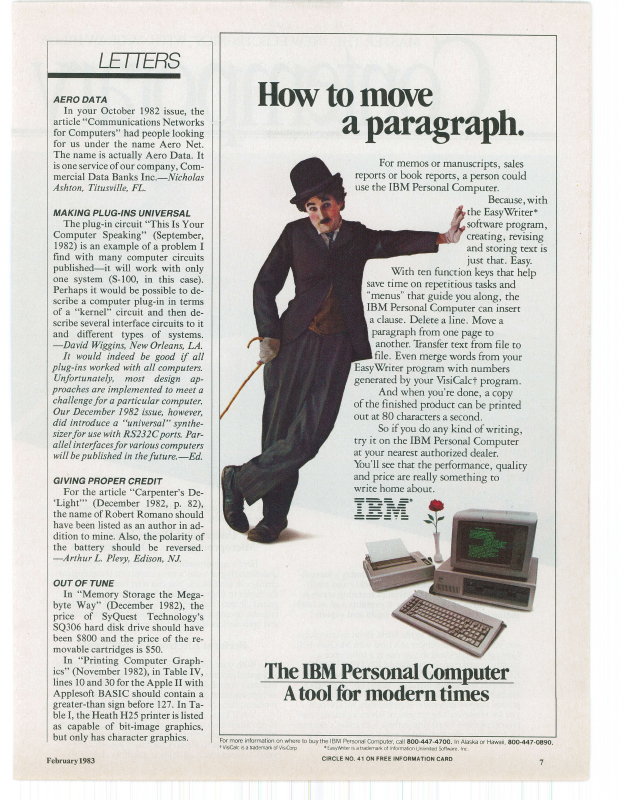 LETTERS
AERO DATA
In your October 1982 issue, the
article "Communications Networks
for Computers" had people looking
for us under the name Aero Net.
The name is actually Aero Data. It
is one service of our company, Com-
mercial Data Banks Inc.—Nicholas
Ashton, Titusville, FL.
MAKING PLUG-INS UNIVERSAL
The plug-in circuit "This Is Your
Computer Speaking" (September,
1982) is an example of a problem I
find with many computer circuits
published—it will work with only
one system (S-100, in this case).
Perhaps it would be possible to de-
scribe a computer plug-in in terms
of a "kernel" circuit and then de-
scribe several interface circuits to it
and different types of systems.
—David Wiggins, New Orleans, LA.
It would indeed be good if all
plug-ins worked with all computers.
Unfortunately, most design ap-
proaches are implemented to meet a
challenge for a particular computer.
Our December 1982 issue, however,
did introduce a "universal" synthe-
sizer for use with RS232C ports. Par-
allel interfaces for various computers
will be published in the future.—Ed.
GIVING PROPER CREDIT
For the article "Carpenter's De-
'Light'" (December 1982, p. 82),
the name of Robert Romano should
have been listed as an author in ad-
dition to mine. Also, the polarity of
the battery should be reversed.
—Arthur L. Plevy, Edison, NJ.
OUT OF TUNE
In "Memory Storage the Mega-
byte Way" (December 1982), the
price of SyQuest Technology's
SQ306 hard disk drive should have
been $800 and the price of the re-
movable cartridges is $50.
In "Printing Computer Graph-
ics" (November 1982), in Table IV,
lines 10 and 30 for the Apple II with
Applesoft BASIC should contain a
greater-than sign before 127. In Ta-
ble I, the Heath H25 printer is listed
as capable of bit-image graphics,
but only has character graphics.
How to move
a paragraph.
For memos or manuscripts, sales
reports or book reports, a person could
use the IBM Personal Computer.
Because, with
the EasyWriter*
software program,
creating, revising
and storing text is
just that. Easy.
With ten function keys that help
save time on repetitive tasks and
"menus" that guide you along, the
IBM Personal Computer can insert
a clause. Delete a line. Move a
paragraph from one page to
another. Transfer text from file to
file. Even merge words from your
EasyWriter program with numbers
generated by your VisiCalc† program.
And when you're done, a copy
of the finished product can be printed
out at 80 characters a second.
So if you do any kind of writing,
try it on the IBM Personal Computer
at your nearest authorized dealer.
You'll see that the performance, quality
and price are really something to
write home about.
IBM®
The IBM Personal Computer
A tool for modern times
For more information on where to buy the IBM Personal Computer, call 800-447-4700. In Alaska or Hawaii, 800-447-0890.
†VisiCalc is a trademark of VisiCorp *EasyWriter is a trademark of Information Unlimited Software, Inc.
February 1983 CIRCLE NO. 41 ON FREE INFORMATION CARD 7